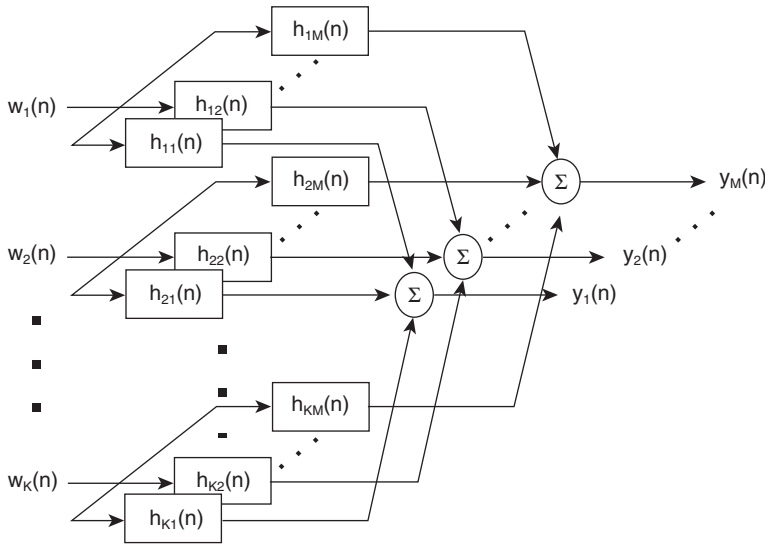 h₁M(n)
w₁(n)
h₁₂(n)
h₁₁(n)
h₂M(n)
Σ
yM(n)
w₂(n)
h₂₂(n)
Σ
y₂(n)
h₂₁(n)
Σ
y₁(n)
hKM(n)
wK(n)
hK₂(n)
hK₁(n)